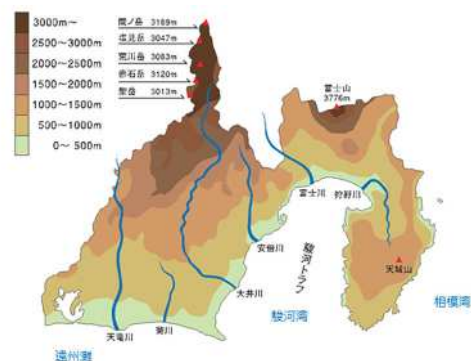 3000m～
2500～3000m
2000～2500m
1500～2000m
1000～1500m
500～1000m
0～500m
間ノ岳 3189m
塩見岳 3047m
荒川岳 3083m
赤石岳 3120m
聖岳 3013m
富士山
3776m
富士川
狩野川
安倍川
駿河トラフ
天城山
大井川
駿河湾
相模湾
天竜川
菊川
遠州灘